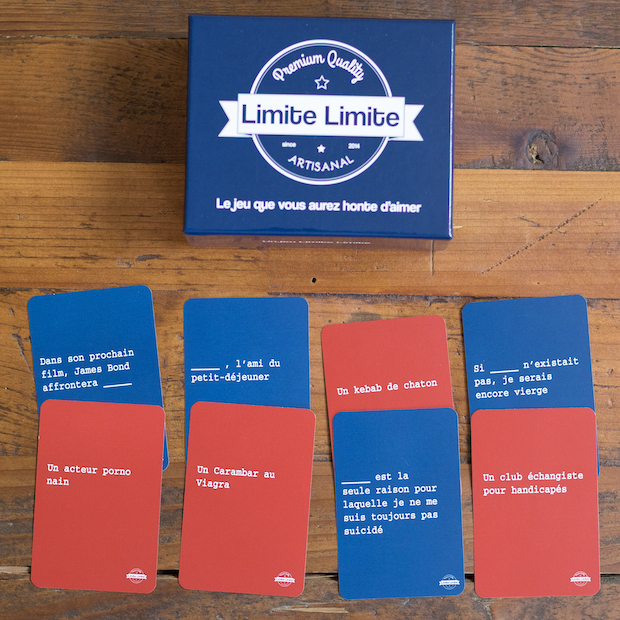 Premium Quality
Limite Limite
since 2014
ARTISANAL
Le jeu que vous aurez honte d'aimer
Dans son prochain
film, James Bond
affrontera _____
Un acteur porno
nain
_____ , l'ami du
petit-déjeuner
Un Carambar au
Viagra
Un kebab de chaton
_____ est la
seule raison pour
laquelle je ne me
suis toujours pas
suicidé
Si _____ n'existait
pas, je serais
encore vierge
Un club échangiste
pour handicapés